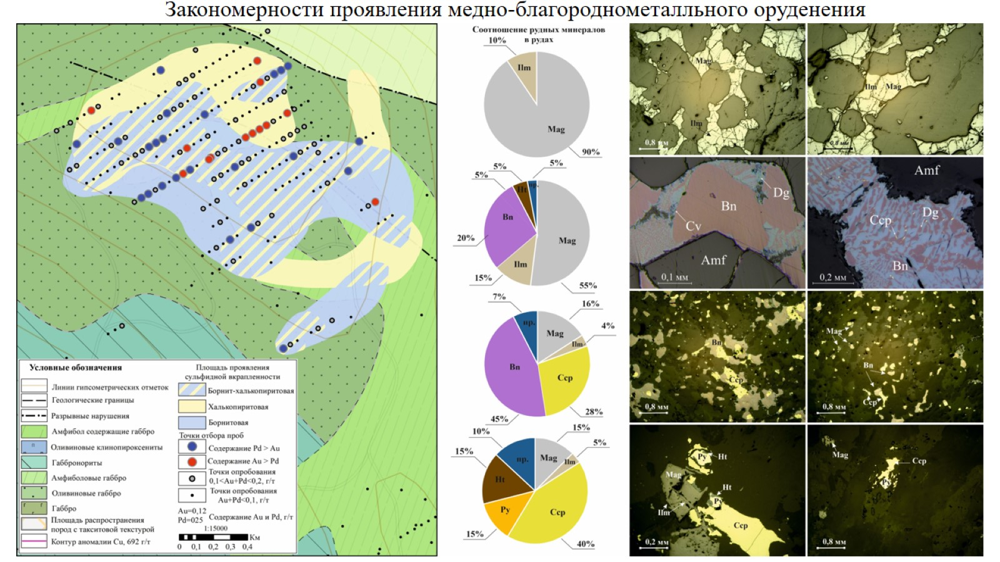 Закономерности проявления медно-благороднометалльного оруденения
Условные обозначения
Линии гипсометрических отметок
Геологические границы
Разрывные нарушения
Амфибол содержащие габбро
п
Оливиновые клинопироксениты
Габбронориты
Амфиболовые габбро
Оливиновые габбро
Габбро
Площадь распространения
пород с такситовой текстурой
Контур аномалии Cu, 692 г/т
Площадь проявления
сульфидной вкрапленности
Борнит-халькопиритовая
Халькопиритовая
Борнитовая
Точки отбора проб
Содержание Pd > Au
Содержание Au > Pd
Точки опробования
0,1<Au+Pd<0,2, г/т
Точки опробования
Au+Pd<0,1, г/т
Au=0,12
Pd=025
Содержание Au и Pd, г/т
1:15000
Км
0 0,1 0,2 0,3 0,4
Соотношение рудных минералов
в рудах
10%
Ilm
Mag
90%
5%
5%
5%
Ht
пр.
Bn
Mag
20%
Ilm
15%
55%
7%
16%
пр.
Mag
4%
Ilm
Bn
Ccp
45%
28%
10%
15%
15%
5%
пр.
Mag
Ilm
Ht
Py
Ccp
15%
40%
Mag
Ilm
0,8 мм
Ilm
Mag
0,8 мм
Bn
Dg
Cv
Amf
0,1 мм
Amf
Ccp
Dg
Bn
0,2 мм
Bn
Ccp
0,8 мм
Mag
Bn
Ccp
0,8 мм
Py
Ht
Mag
Ht
Py
Ilm
Ccp
0,2 мм
Mag
Ccp
Py
0,8 мм